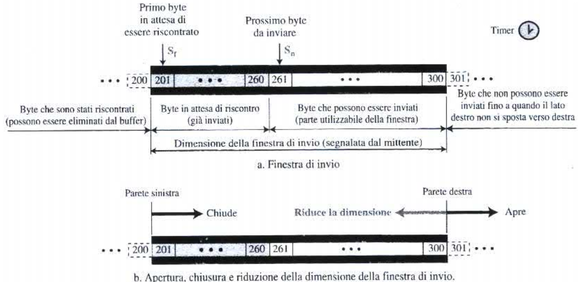 Primo byte
in attesa di
essere riscontrato
Prossimo byte
da inviare
Timer
Sf
Sn
••• 200 201 ••• 260 261 ••• 300 301 •••
Byte che sono stati riscontrati
(possono essere eliminati dal buffer)
Byte in attesa di riscontro
(già inviati)
Byte che possono essere inviati
(parte utilizzabile della finestra)
Byte che non possono essere
inviati fino a quando il lato
destro non si sposta verso destra
Dimensione della finestra di invio (segnalata dal mittente)
a. Finestra di invio
Parete sinistra
Parete destra
Chiude
Riduce la dimensione
Apre
••• 200 201 ••• 260 261 ••• 300 301 •••
b. Apertura, chiusura e riduzione della dimensione della finestra di invio.